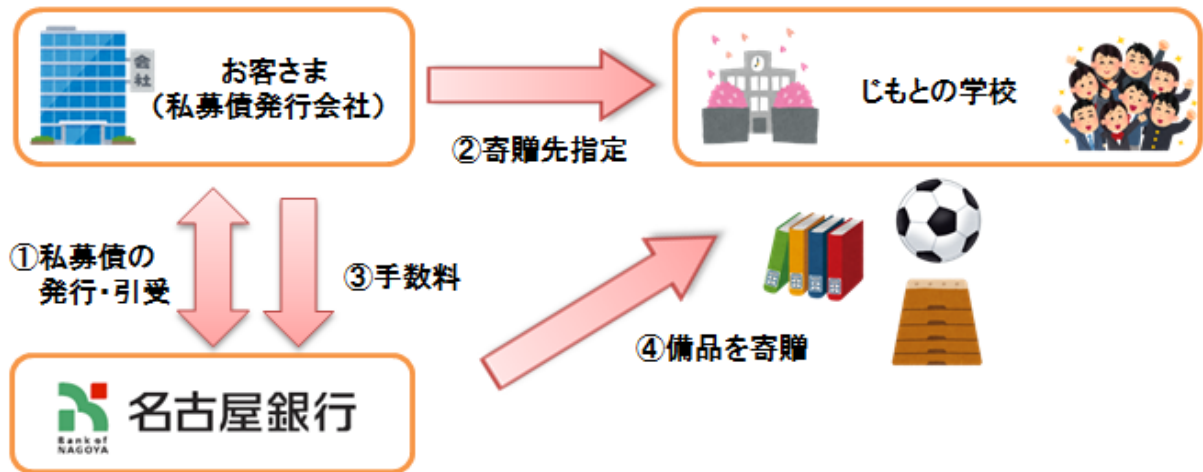 会社
お客さま
（私募債発行会社）
じもとの学校
②寄贈先指定
①私募債の
発行・引受
③手数料
④備品を寄贈
名古屋銀行
Bank of
NAGOYA